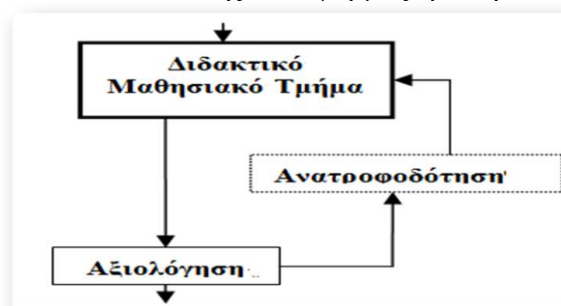 Διδακτικό
Μαθησιακό Τμήμα
Ανατροφοδότηση
Αξιολόγηση